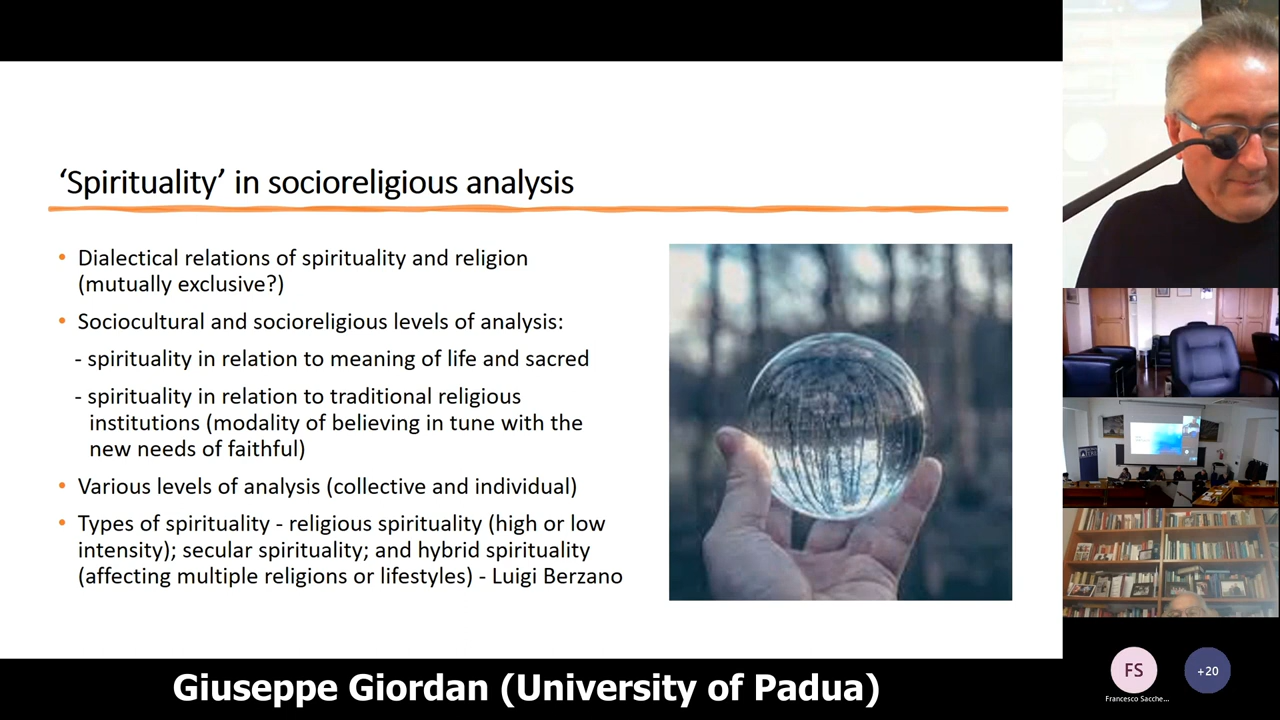 ‘Spirituality’ in socioreligious analysis
• Dialectical relations of spirituality and religion
(mutually exclusive?)
• Sociocultural and socioreligious levels of analysis:
- spirituality in relation to meaning of life and sacred
- spirituality in relation to traditional religious
institutions (modality of believing in tune with the
new needs of faithful)
• Various levels of analysis (collective and individual)
• Types of spirituality - religious spirituality (high or low
intensity); secular spirituality; and hybrid spirituality
(affecting multiple religions or lifestyles) - Luigi Berzano
Giuseppe Giordan (University of Padua)
FS
+20
Francesco Sacche...